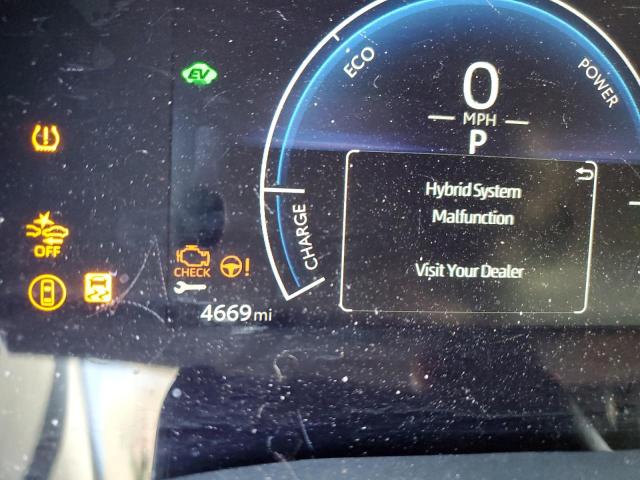 EV
ECO
POWER
0
MPH
P
Hybrid System
Malfunction
Visit Your Dealer
OFF
CHECK
CHARGE
4669 mi